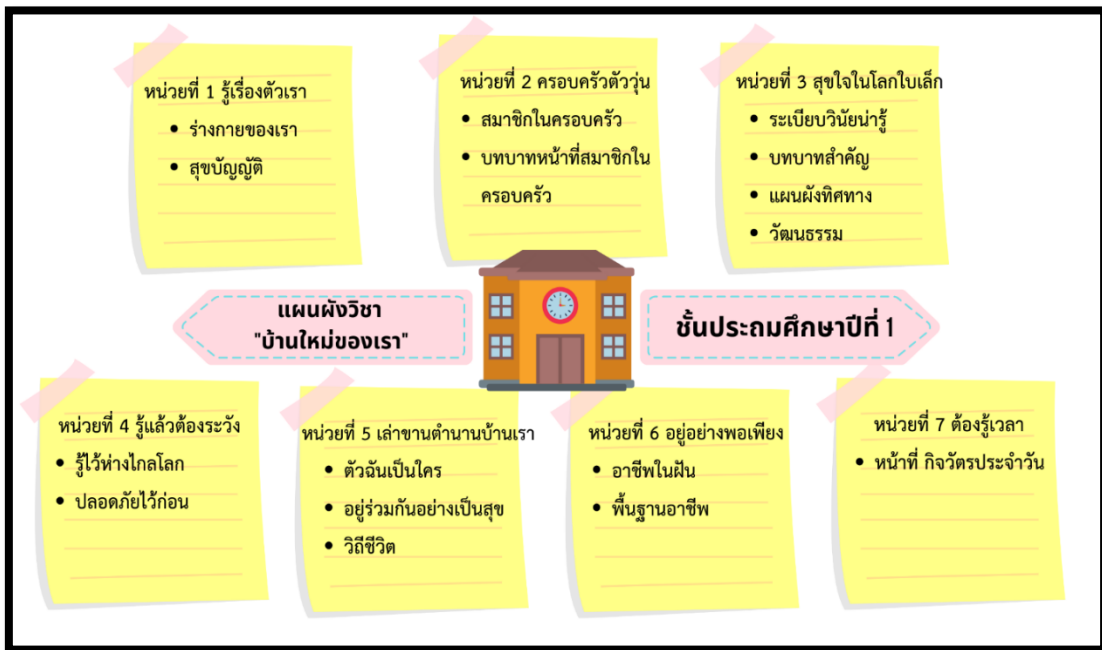 หน่วยที่ 1 รู้เรื่องตัวเรา
• ร่างกายของเรา
• สุขบัญญัติ
หน่วยที่ 2 ครอบครัวตัววุ่น
• สมาชิกในครอบครัว
• บทบาทหน้าที่สมาชิกใน
ครอบครัว
หน่วยที่ 3 สุขใจในโลกใบเล็ก
• ระเบียบวินัยน่ารู้
• บทบาทสำคัญ
• แผนผังทิศทาง
• วัฒนธรรม
แผนผังวิชา
"บ้านใหม่ของเรา"
ชั้นประถมศึกษาปีที่ 1
หน่วยที่ 4 รู้แล้วต้องระวัง
• รู้ไว้ห่างไกลโลก
• ปลอดภัยไว้ก่อน
หน่วยที่ 5 เล่าขานตำนานบ้านเรา
• ตัวฉันเป็นใคร
• อยู่ร่วมกันอย่างเป็นสุข
• วิถีชีวิต
หน่วยที่ 6 อยู่อย่างพอเพียง
• อาชีพในฝัน
• พื้นฐานอาชีพ
หน่วยที่ 7 ต้องรู้เวลา
• หน้าที่ กิจวัตรประจำวัน